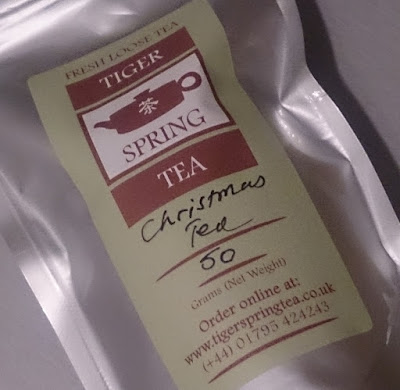 FRESH LOOSE TEA
TIGER
茶
SPRING
TEA
Christmas
Tea
50
Grams (Net Weight)
Order online at:
www.tigerspringtea.co.uk
(+44) 01795 424243